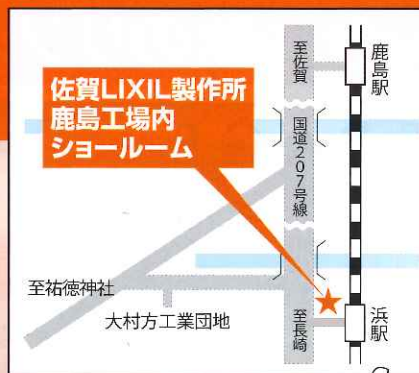 至佐賀
鹿島駅
佐賀LIXIL製作所
鹿島工場内
ショールーム
国道207号線
至祐徳神社
大村方工業団地
至長崎
浜駅